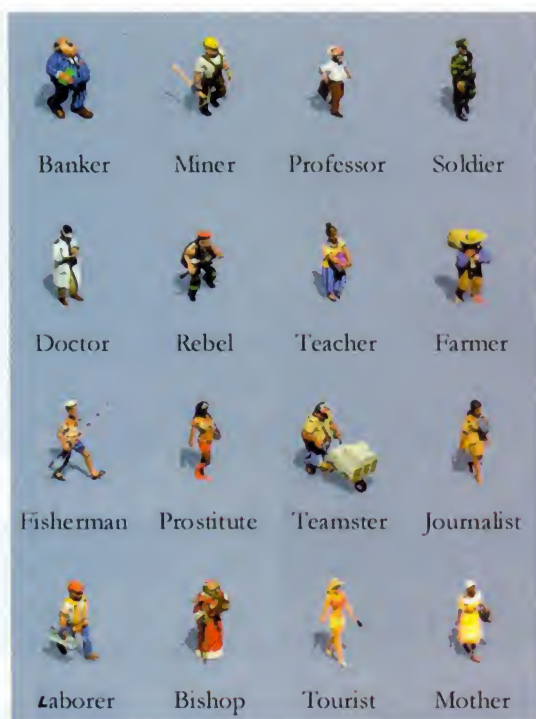 Banker Miner Professor Soldier
Doctor Rebel Teacher Farmer
Fisherman Prostitute Teamster Journalist
Laborer Bishop Tourist Mother